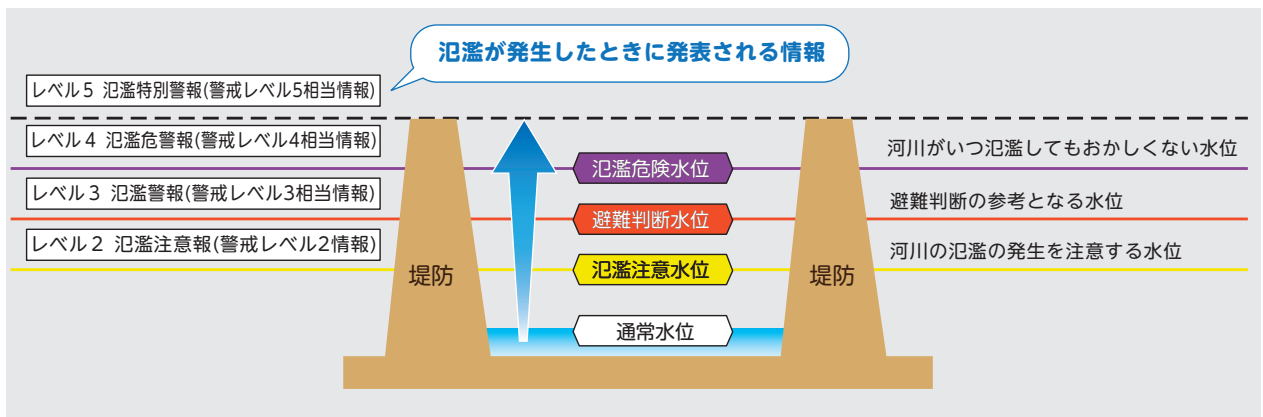 氾濫が発生したときに発表される情報
レベル5 氾濫特別警報(警戒レベル5相当情報)
レベル4 氾濫危警報(警戒レベル4相当情報)
河川がいつ氾濫してもおかしくない水位
氾濫危険水位
レベル3 氾濫警報(警戒レベル3相当情報)
避難判断の参考となる水位
避難判断水位
レベル2 氾濫注意報(警戒レベル2情報)
河川の氾濫の発生を注意する水位
氾濫注意水位
堤防
堤防
通常水位